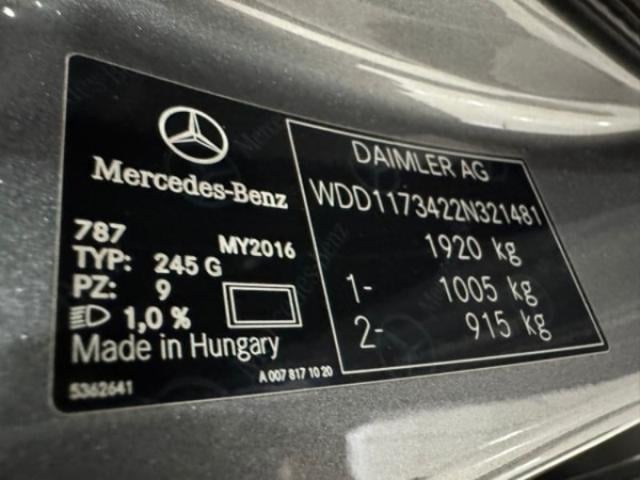 Mercedes-Benz
787
MY2016
TYP: 245 G
PZ: 9
1,0 %
Made in Hungary
5362641
A 007 817 10 20
DAIMLER AG
WDD1173422N321481
1920 kg
1- 1005 kg
2- 915 kg